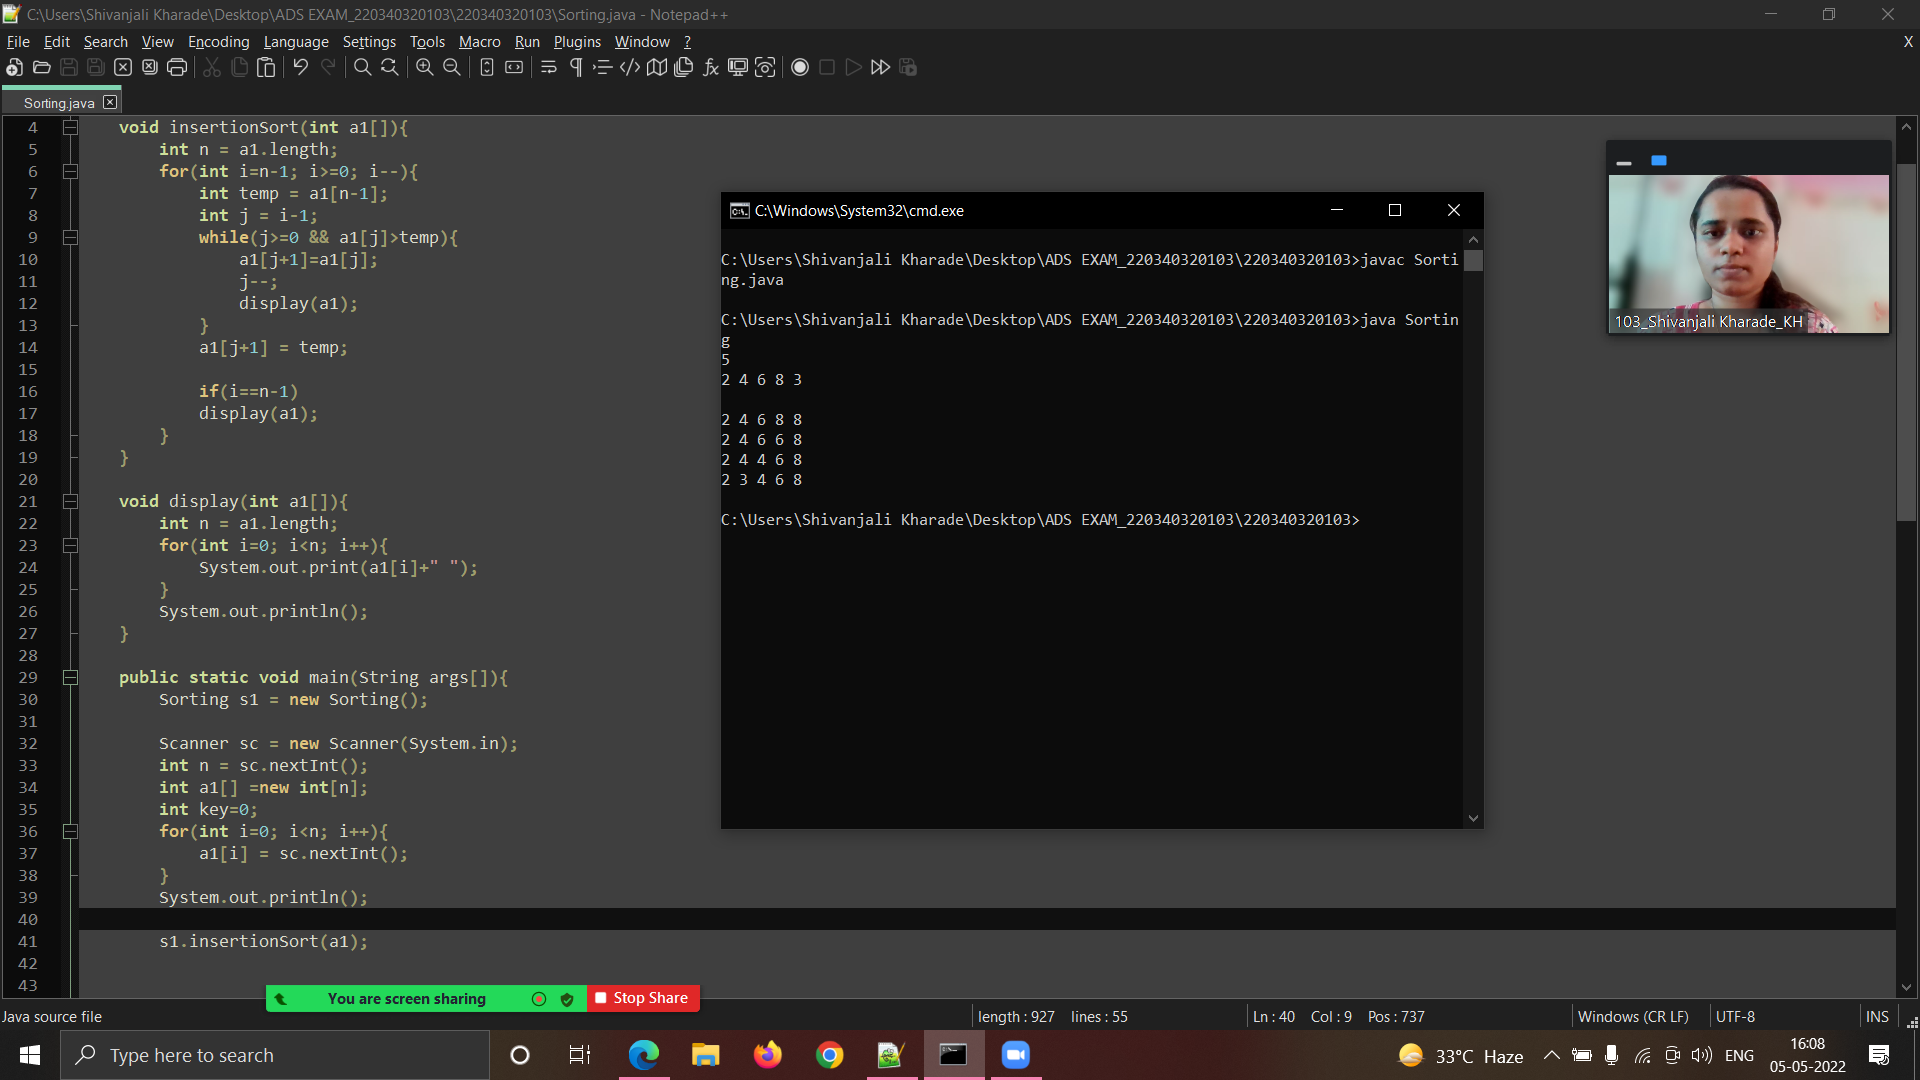 C:\Users\Shivanjali Kharade\Desktop\ADS EXAM_220340320103\220340320103\Sorting.java - Notepad++
File Edit Search View Encoding Language Settings Tools Macro Run Plugins Window ? X
Sorting.java
4 void insertionSort(int a1[]){
5 int n = a1.length;
6 for(int i=n-1; i>=0; i--){
7 int temp = a1[n-1];
8 int j = i-1;
9 while(j>=0 && a1[j]>temp){
10 a1[j+1]=a1[j];
11 j--;
12 display(a1);
13 }
14 a1[j+1] = temp;
15
16 if(i==n-1)
17 display(a1);
18 }
19 }
20
21 void display(int a1[]){
22 int n = a1.length;
23 for(int i=0; i<n; i++){
24 System.out.print(a1[i]+" ");
25 }
26 System.out.println();
27 }
28
29 public static void main(String args[]){
30 Sorting s1 = new Sorting();
31
32 Scanner sc = new Scanner(System.in);
33 int n = sc.nextInt();
34 int a1[] =new int[n];
35 int key=0;
36 for(int i=0; i<n; i++){
37 a1[i] = sc.nextInt();
38 }
39 System.out.println();
40
41 s1.insertionSort(a1);
42
43
C:\Windows\System32\cmd.exe
C:\Users\Shivanjali Kharade\Desktop\ADS EXAM_220340320103\220340320103>javac Sorti
ng.java
C:\Users\Shivanjali Kharade\Desktop\ADS EXAM_220340320103\220340320103>java Sortin
g
5
2 4 6 8 3
2 4 6 8 8
2 4 6 6 8
2 4 4 6 8
2 3 4 6 8
C:\Users\Shivanjali Kharade\Desktop\ADS EXAM_220340320103\220340320103>
103_Shivanjali Kharade_KH
You are screen sharing Stop Share
Java source file length : 927 lines : 55 Ln : 40 Col : 9 Pos : 737 Windows (CR LF) UTF-8 INS
Type here to search 33°C Haze ENG 16:08
05-05-2022